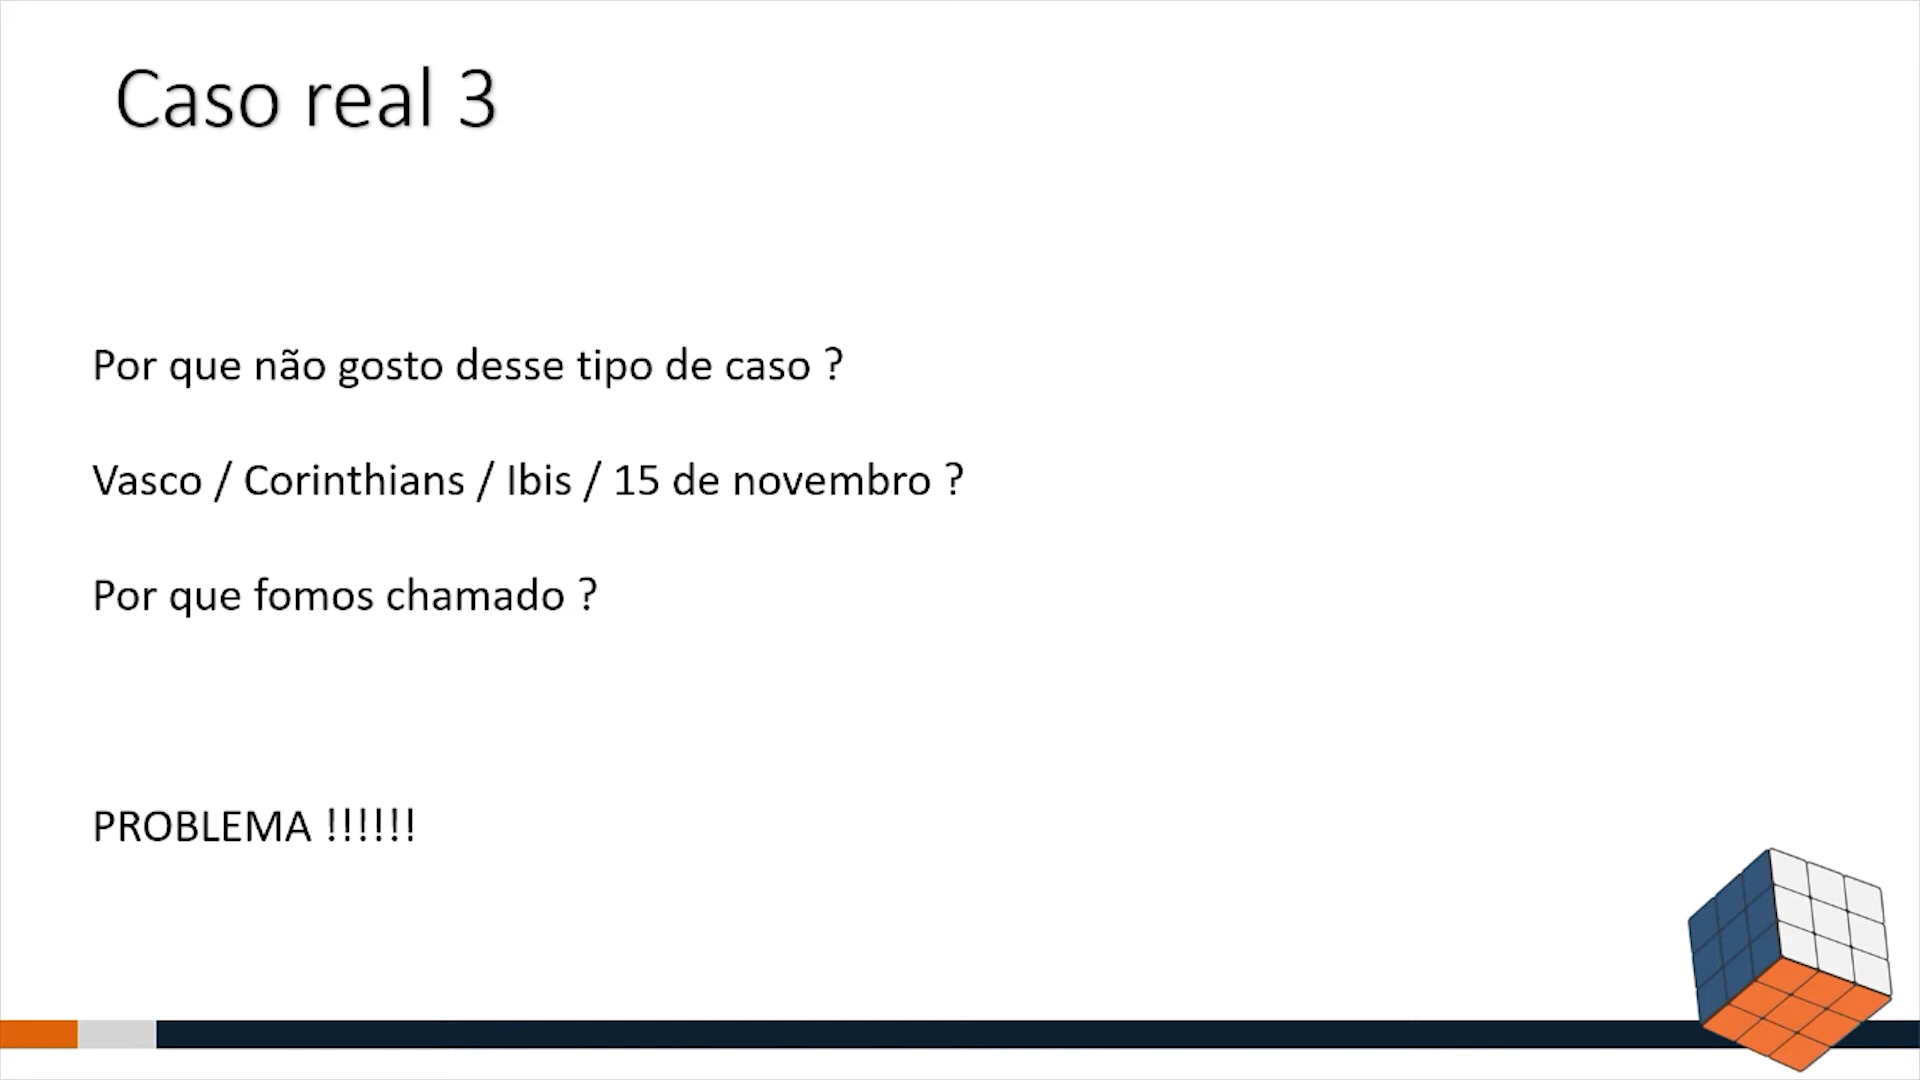 Caso real 3
Por que não gosto desse tipo de caso ?
Vasco / Corinthians / Ibis / 15 de novembro ?
Por que fomos chamado ?
PROBLEMA !!!!!!